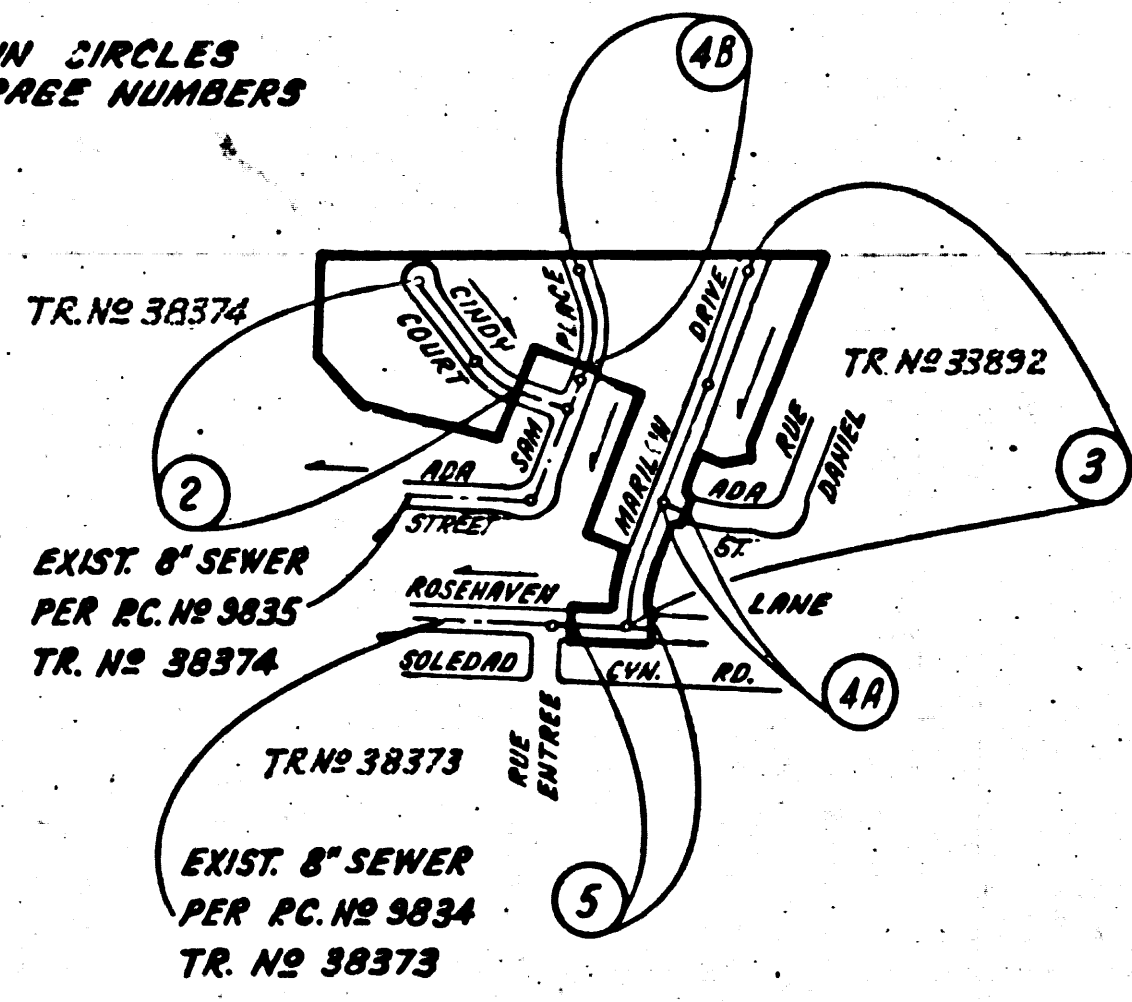 IN CIRCLES
PAGE NUMBERS
4B
TR. Nº 38374
CINDY
COURT
PLACE
DRIVE
TR. Nº 33892
SAM
MARILYN
RUE
DANIEL
3
2
ADA
STREET
ADA
ST.
EXIST. 8" SEWER
PER P.C. Nº 9835
TR. Nº 38374
ROSEHAVEN
LANE
SOLEDAD
CYN.
RD.
4A
RUE
ENTREE
TR Nº 38373
EXIST. 8" SEWER
PER P.C. Nº 9834
TR. Nº 38373
5